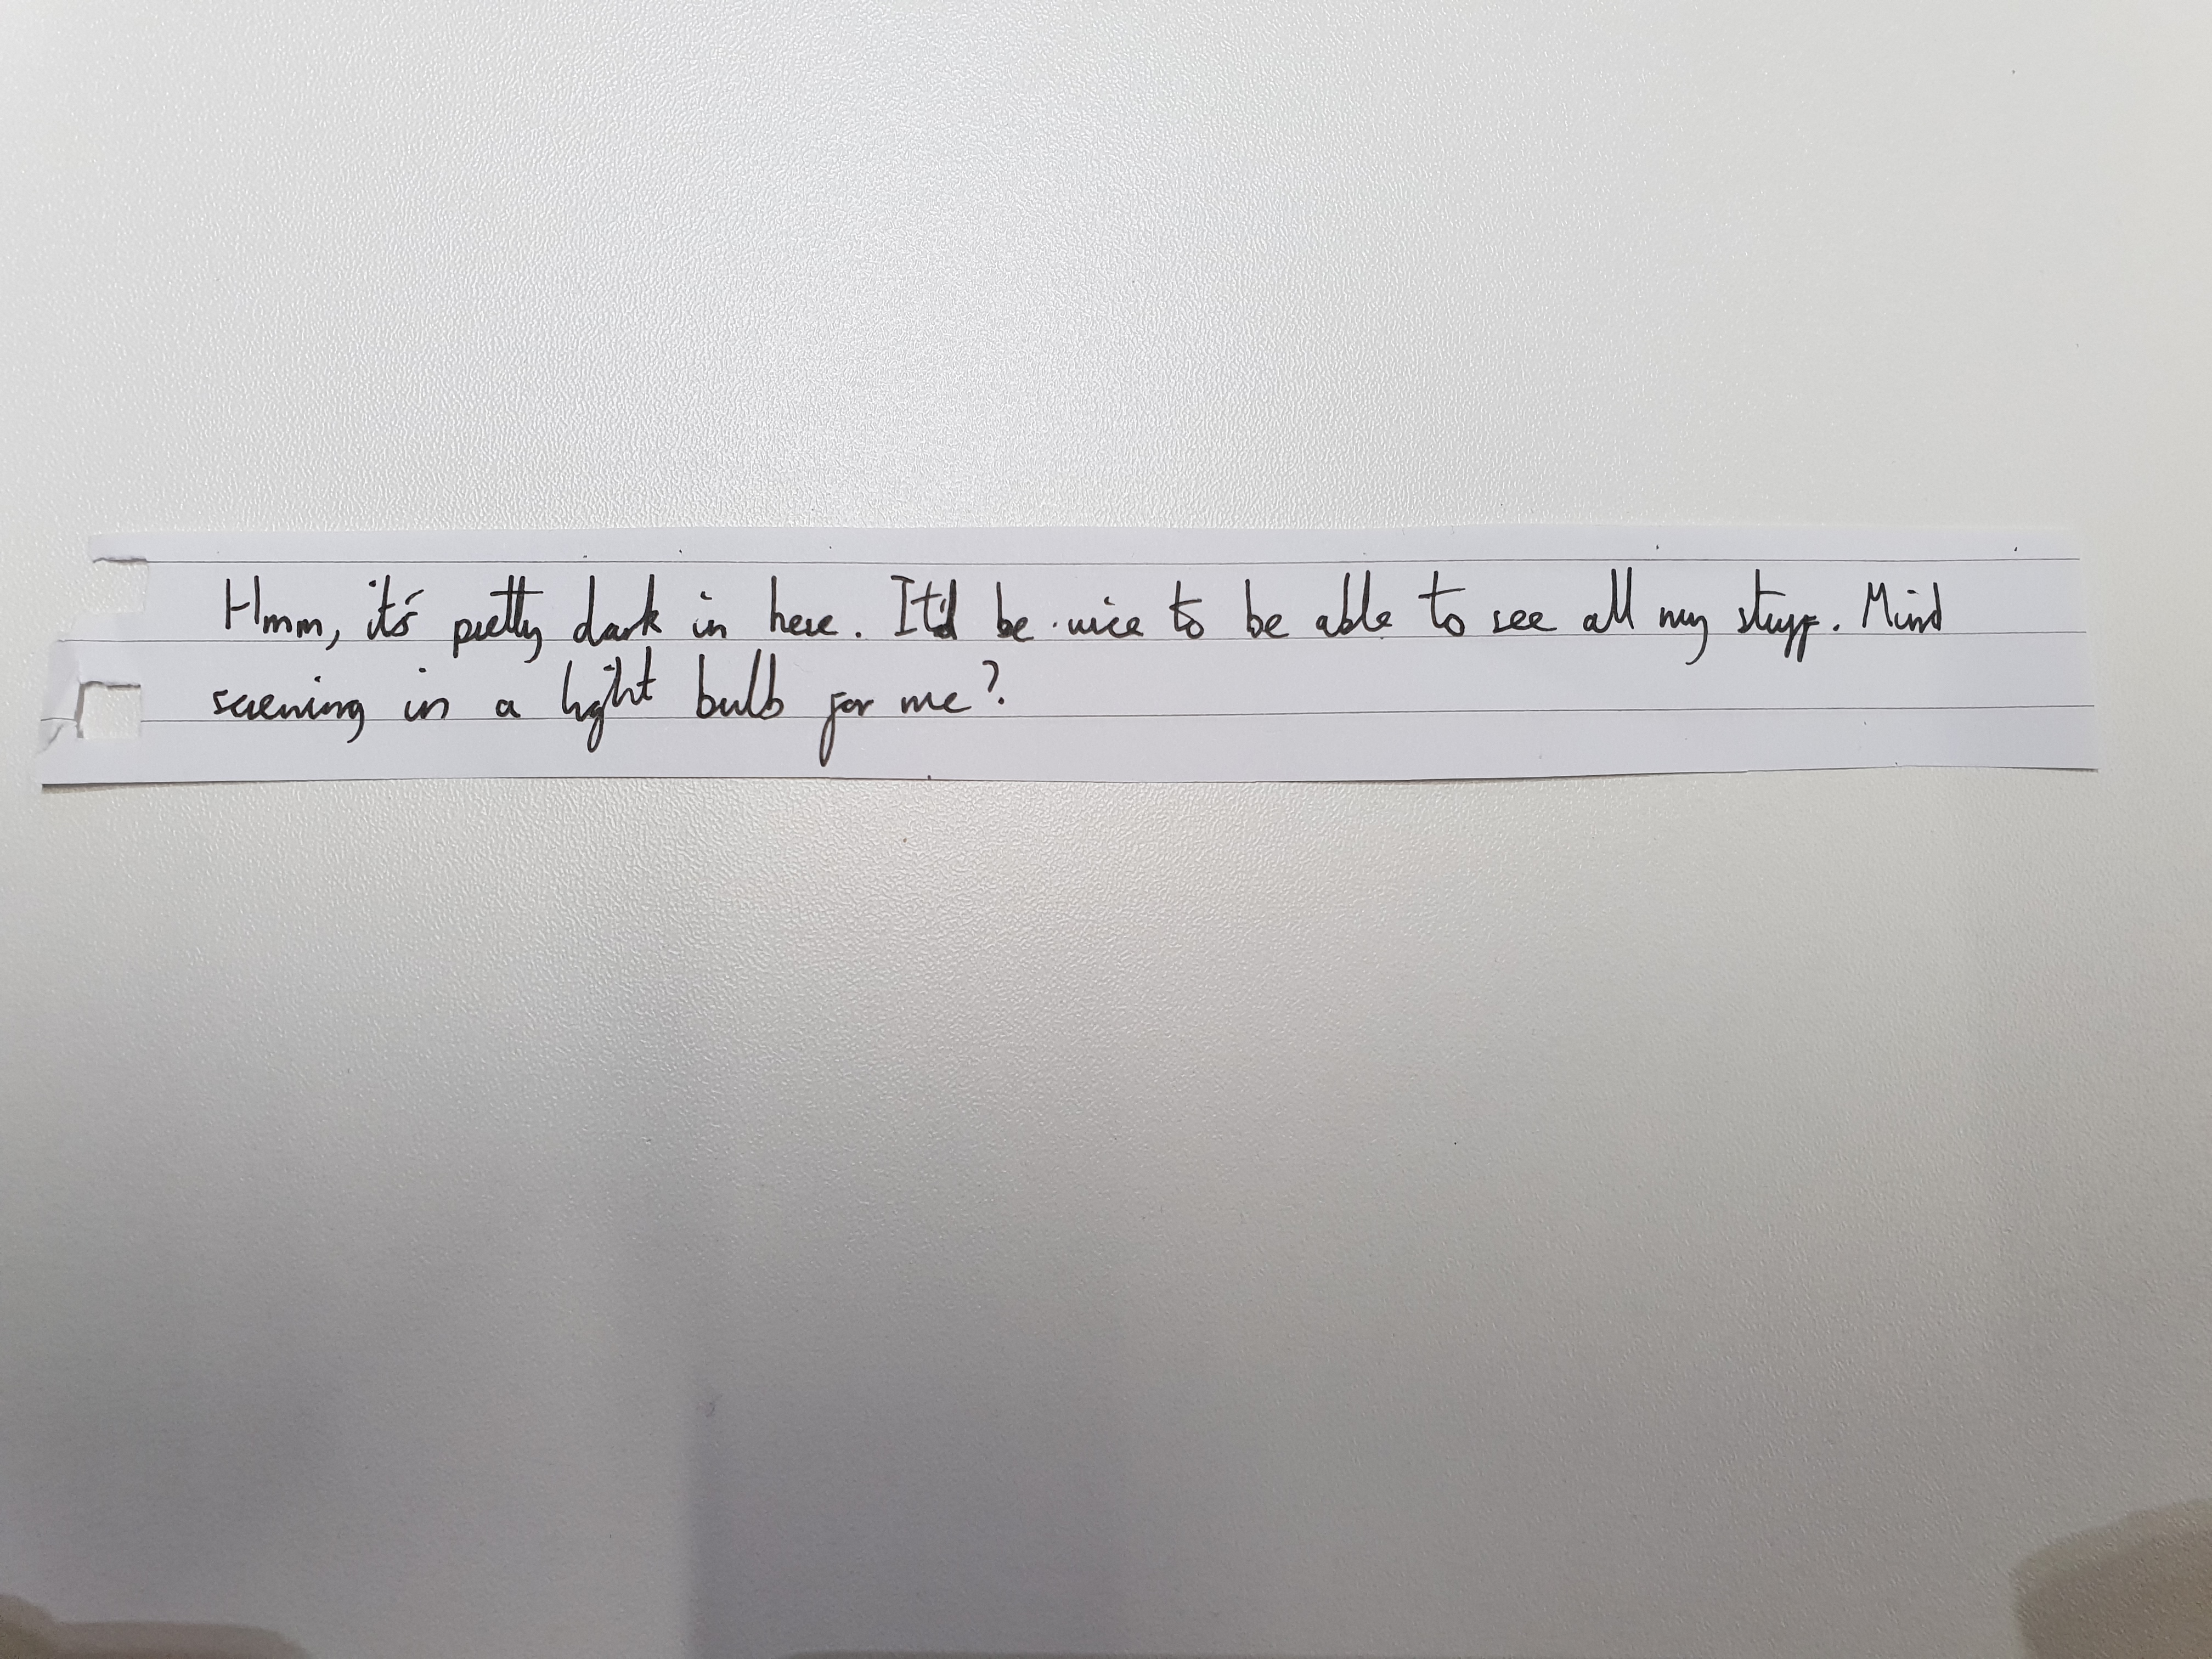 Hmm, it's pretty dark in here. It'd be nice to be able to see all my stuff. Mind
screwing in a light bulb for me?